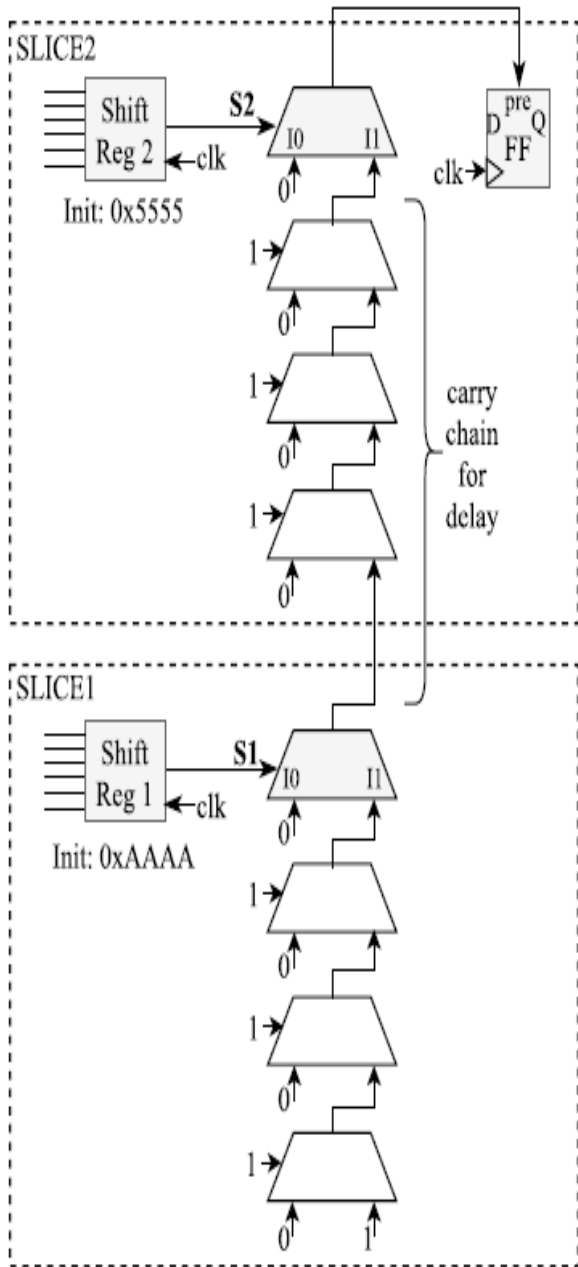 SLICE2
Shift
Reg 2
S2
clk
Init: 0x5555
I0 I1
0
pre
D Q
FF
clk
1
0
1
0
1
0
carry
chain
for
delay
SLICE1
Shift
Reg 1
S1
clk
Init: 0xAAAA
I0 I1
0
1
0
1
0
1
0 1